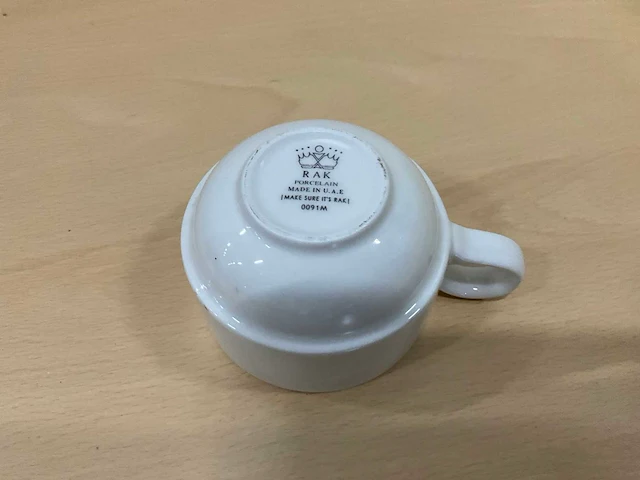 RAK
PORCELAIN
MADE IN U.A.E
|MAKE SURE IT'S RAK|
0091M